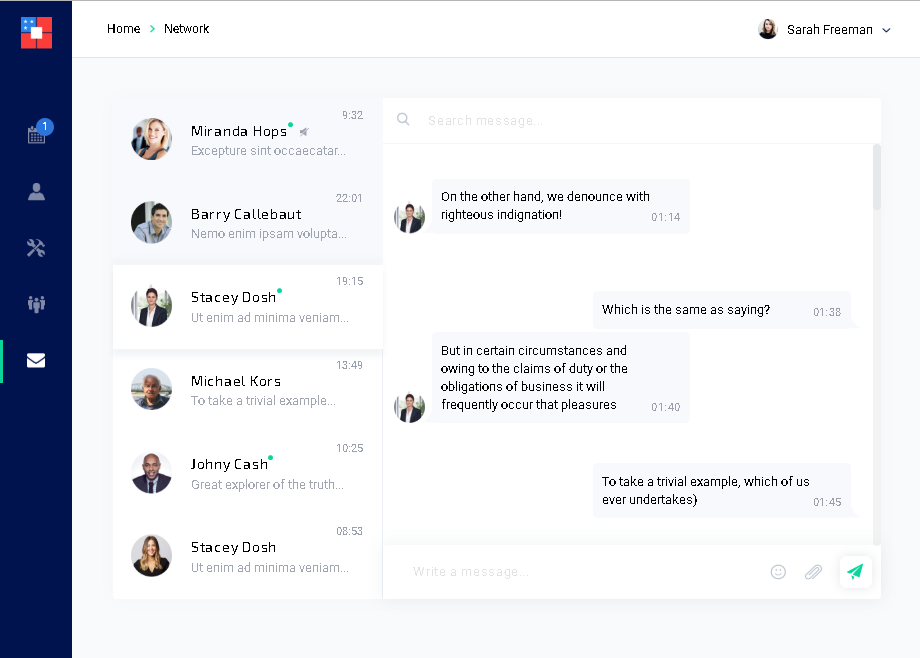 Home > Network
Sarah Freeman
1
9:32
Miranda Hops
Excepture sint occaecatar...
22:01
Barry Callebaut
Nemo enim ipsam volupta...
19:15
Stacey Dosh
Ut enim ad minima veniam...
13:49
Michael Kors
To take a trivial example...
10:25
Johny Cash
Great explorer of the truth...
08:53
Stacey Dosh
Ut enim ad minima veniam...
Search message...
On the other hand, we denounce with
righteous indignation!
01:14
Which is the same as saying?
01:38
But in certain circumstances and
owing to the claims of duty or the
obligations of business it will
frequently occur that pleasures
01:40
To take a trivial example, which of us
ever undertakes)
01:45
Write a message...